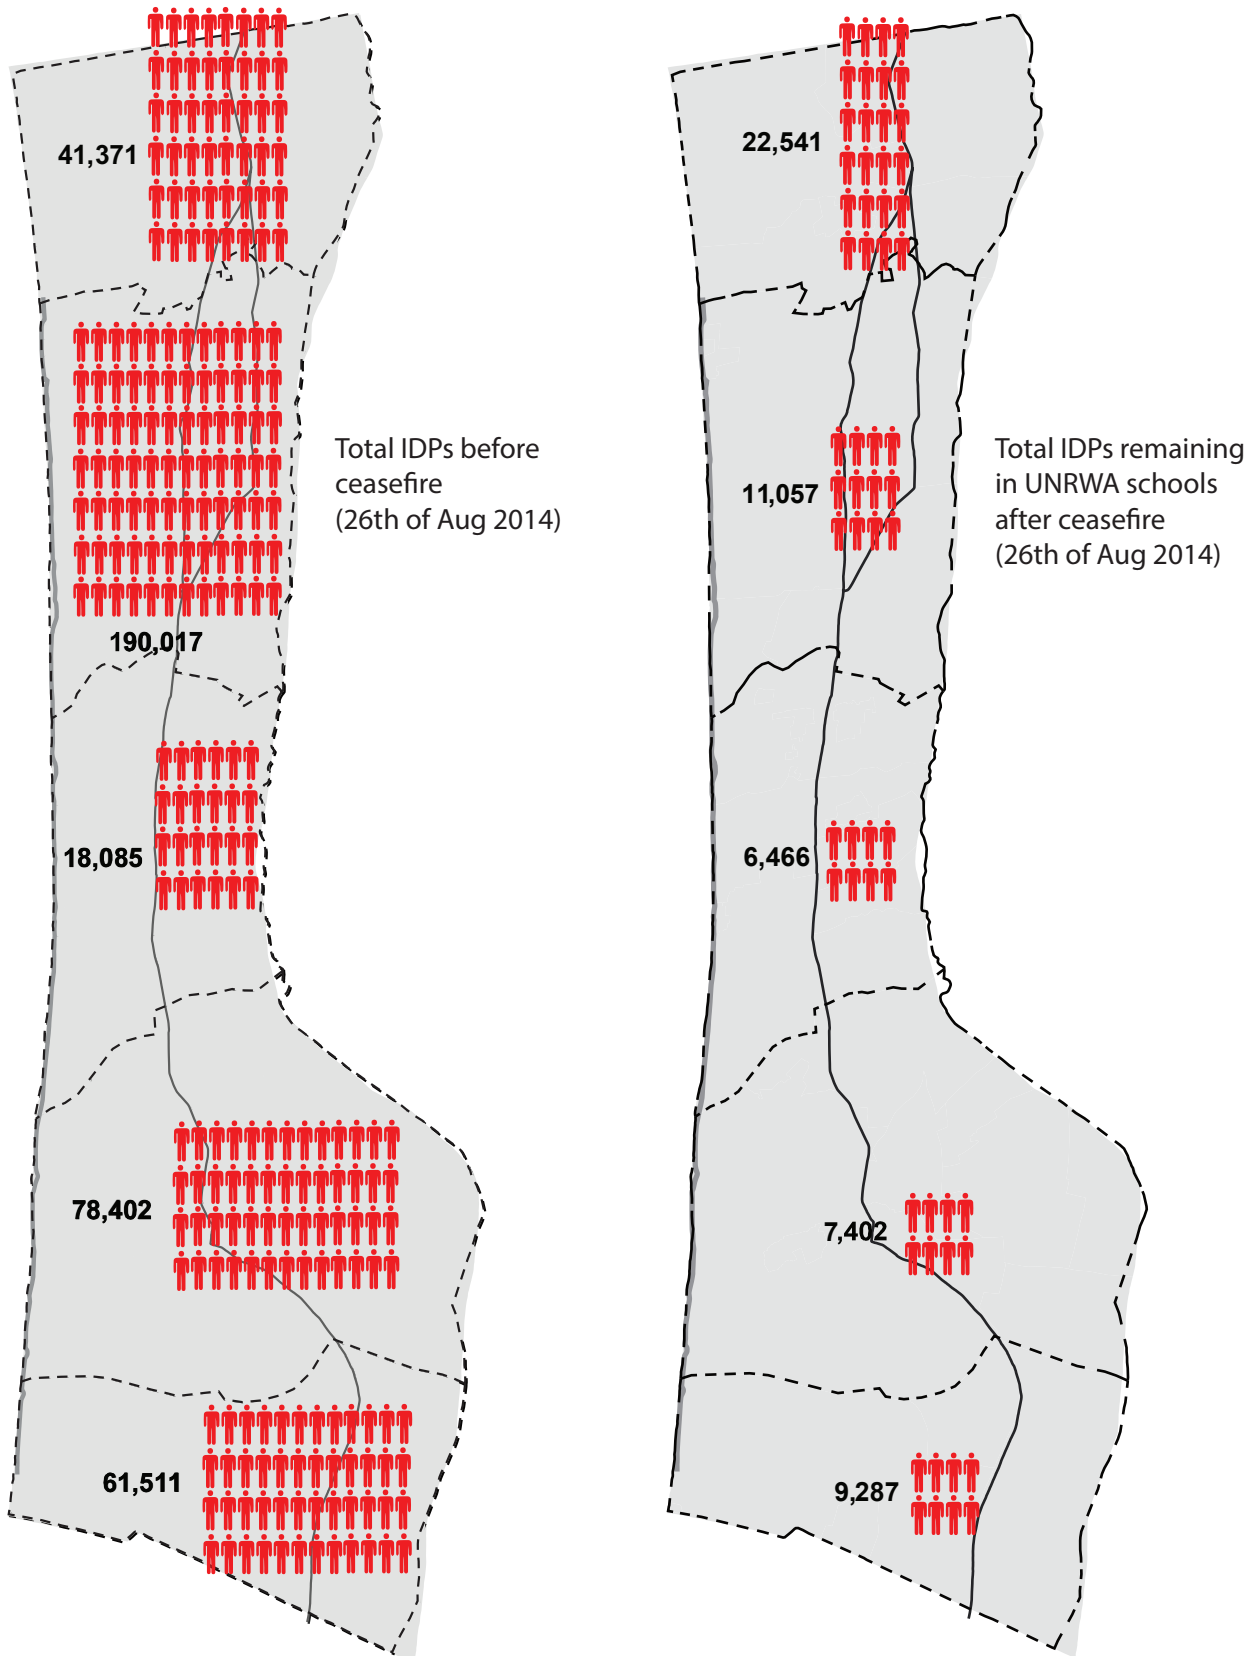 41,371
190,017
18,085
78,402
61,511
Total IDPs before
ceasefire
(26th of Aug 2014)
22,541
11,057
6,466
7,402
9,287
Total IDPs remaining
in UNRWA schools
after ceasefire
(26th of Aug 2014)